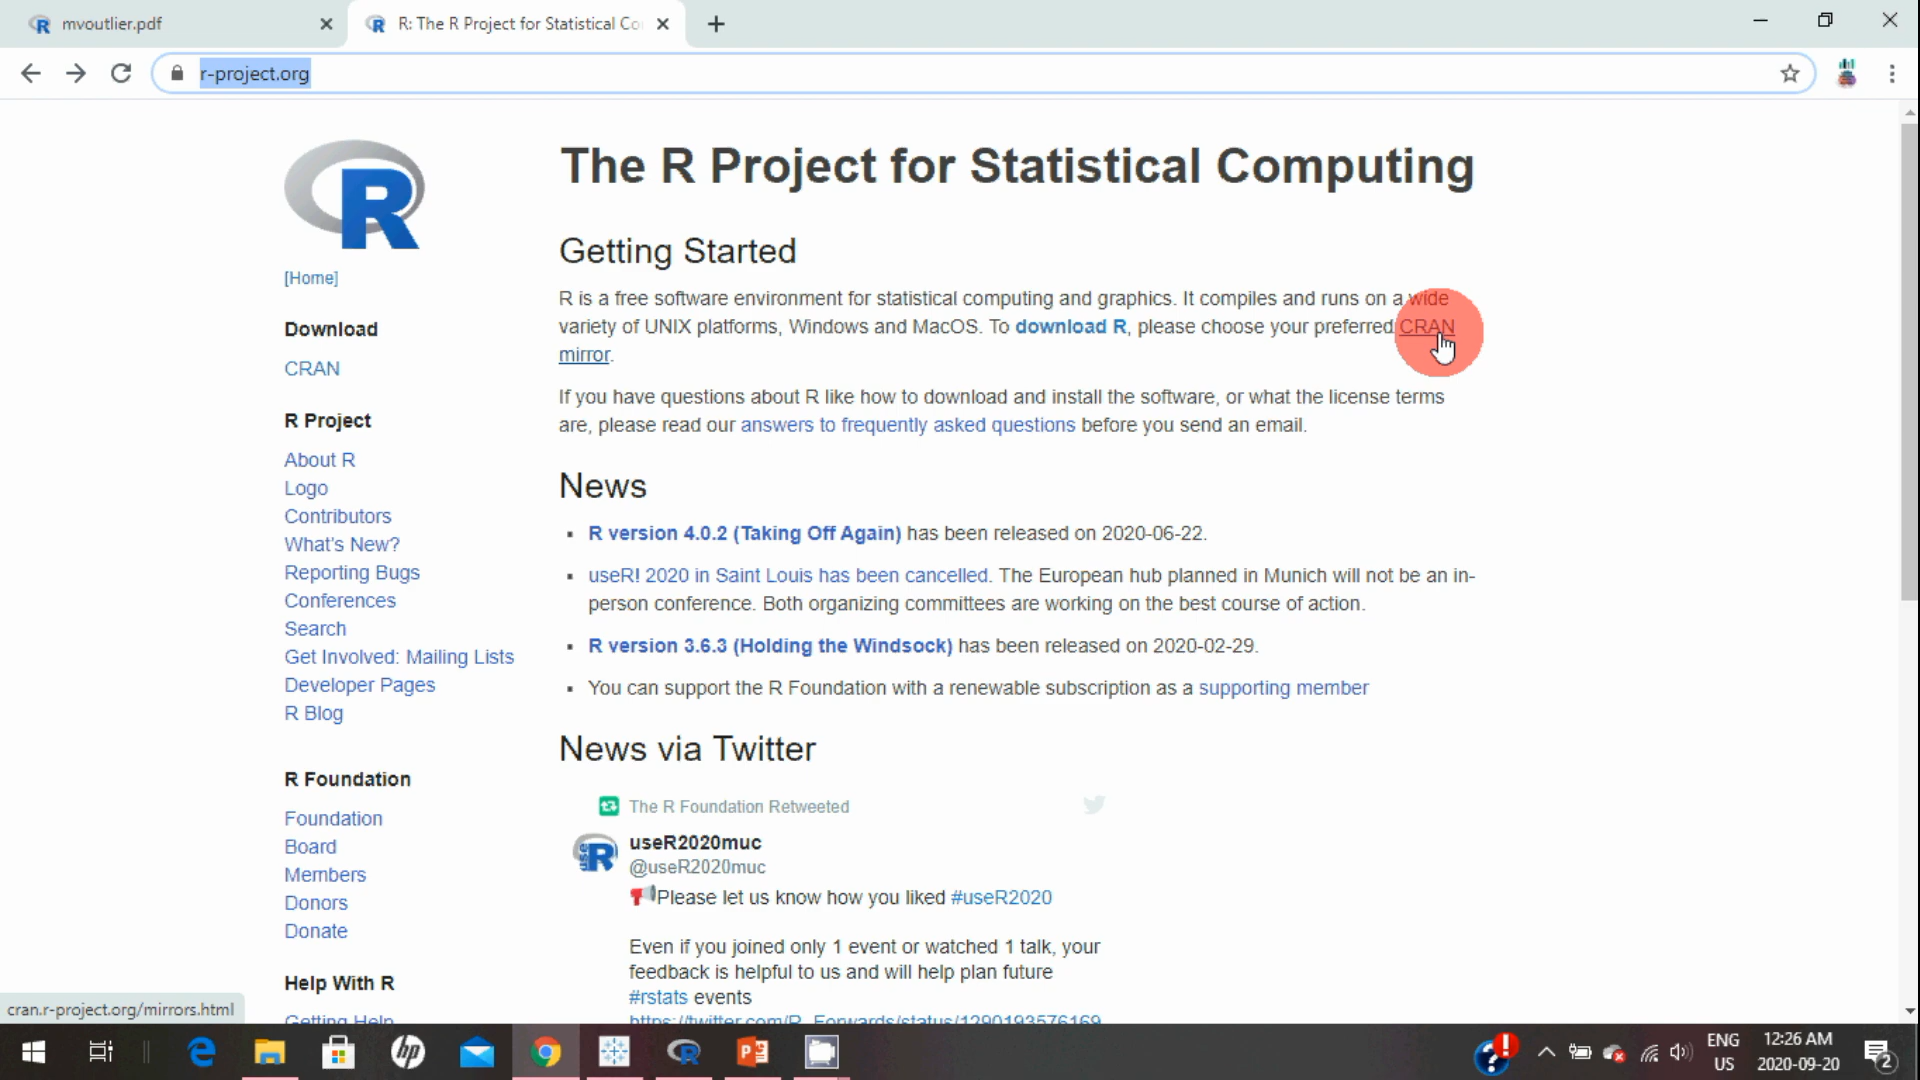 mvoutlier.pdf
R: The R Project for Statistical Co
r-project.org
R
The R Project for Statistical Computing
[Home]
Download
CRAN
R Project
About R
Logo
Contributors
What's New?
Reporting Bugs
Conferences
Search
Get Involved: Mailing Lists
Developer Pages
R Blog
R Foundation
Foundation
Board
Members
Donors
Donate
Help With R
Getting Help
Getting Started
R is a free software environment for statistical computing and graphics. It compiles and runs on a wide
variety of UNIX platforms, Windows and MacOS. To download R, please choose your preferred CRAN
mirror.
If you have questions about R like how to download and install the software, or what the license terms
are, please read our answers to frequently asked questions before you send an email.
News
R version 4.0.2 (Taking Off Again) has been released on 2020-06-22.
useR! 2020 in Saint Louis has been cancelled. The European hub planned in Munich will not be an in-
person conference. Both organizing committees are working on the best course of action.
R version 3.6.3 (Holding the Windsock) has been released on 2020-02-29.
You can support the R Foundation with a renewable subscription as a supporting member
News via Twitter
The R Foundation Retweeted
useR2020muc
@useR2020muc
Please let us know how you liked #useR2020
Even if you joined only 1 event or watched 1 talk, your
feedback is helpful to us and will help plan future
#rstats events
https://twitter.com/R_Forwards/status/1290193576169
cran.r-project.org/mirrors.html
ENG
US
12:26 AM
2020-09-20
2